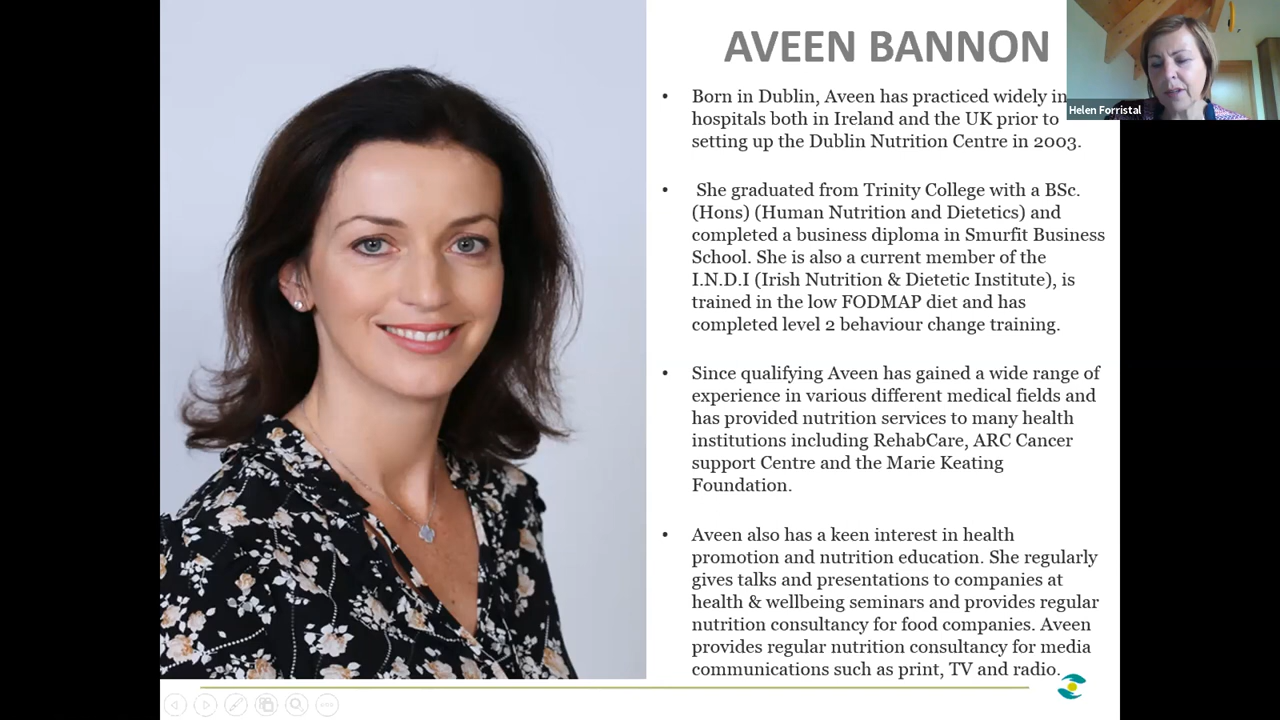 AVEEN BANNON
Helen Forristal
• Born in Dublin, Aveen has practiced widely in
hospitals both in Ireland and the UK prior to
setting up the Dublin Nutrition Centre in 2003.
• She graduated from Trinity College with a BSc.
(Hons) (Human Nutrition and Dietetics) and
completed a business diploma in Smurfit Business
School. She is also a current member of the
I.N.D.I (Irish Nutrition & Dietetic Institute), is
trained in the low FODMAP diet and has
completed level 2 behaviour change training.
• Since qualifying Aveen has gained a wide range of
experience in various different medical fields and
has provided nutrition services to many health
institutions including RehabCare, ARC Cancer
support Centre and the Marie Keating
Foundation.
• Aveen also has a keen interest in health
promotion and nutrition education. She regularly
gives talks and presentations to companies at
health & wellbeing seminars and provides regular
nutrition consultancy for food companies. Aveen
provides regular nutrition consultancy for media
communications such as print, TV and radio.